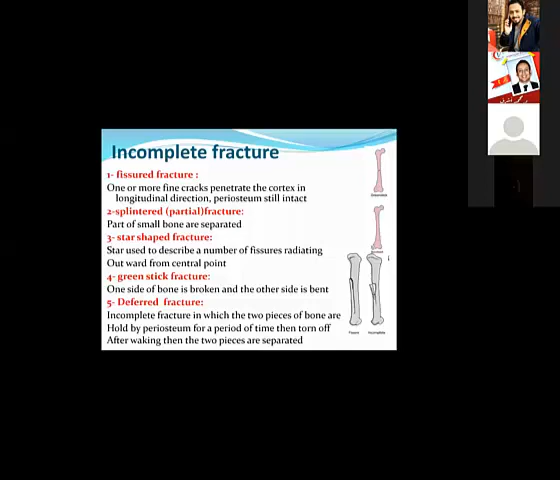 Incomplete fracture
1- fissured fracture :
One or more fine cracks penetrate the cortex in
longitudinal direction, periosteum still intact
2-splintered (partial)fracture:
Part of small bone are separated
3- star shaped fracture:
Star used to describe a number of fissures radiating
Out ward from central point
4- green stick fracture:
One side of bone is broken and the other side is bent
5- Deferred fracture:
Incomplete fracture in which the two pieces of bone are
Hold by periosteum for a period of time then torn off
After waking then the two pieces are separated
Fissure
Incomplete